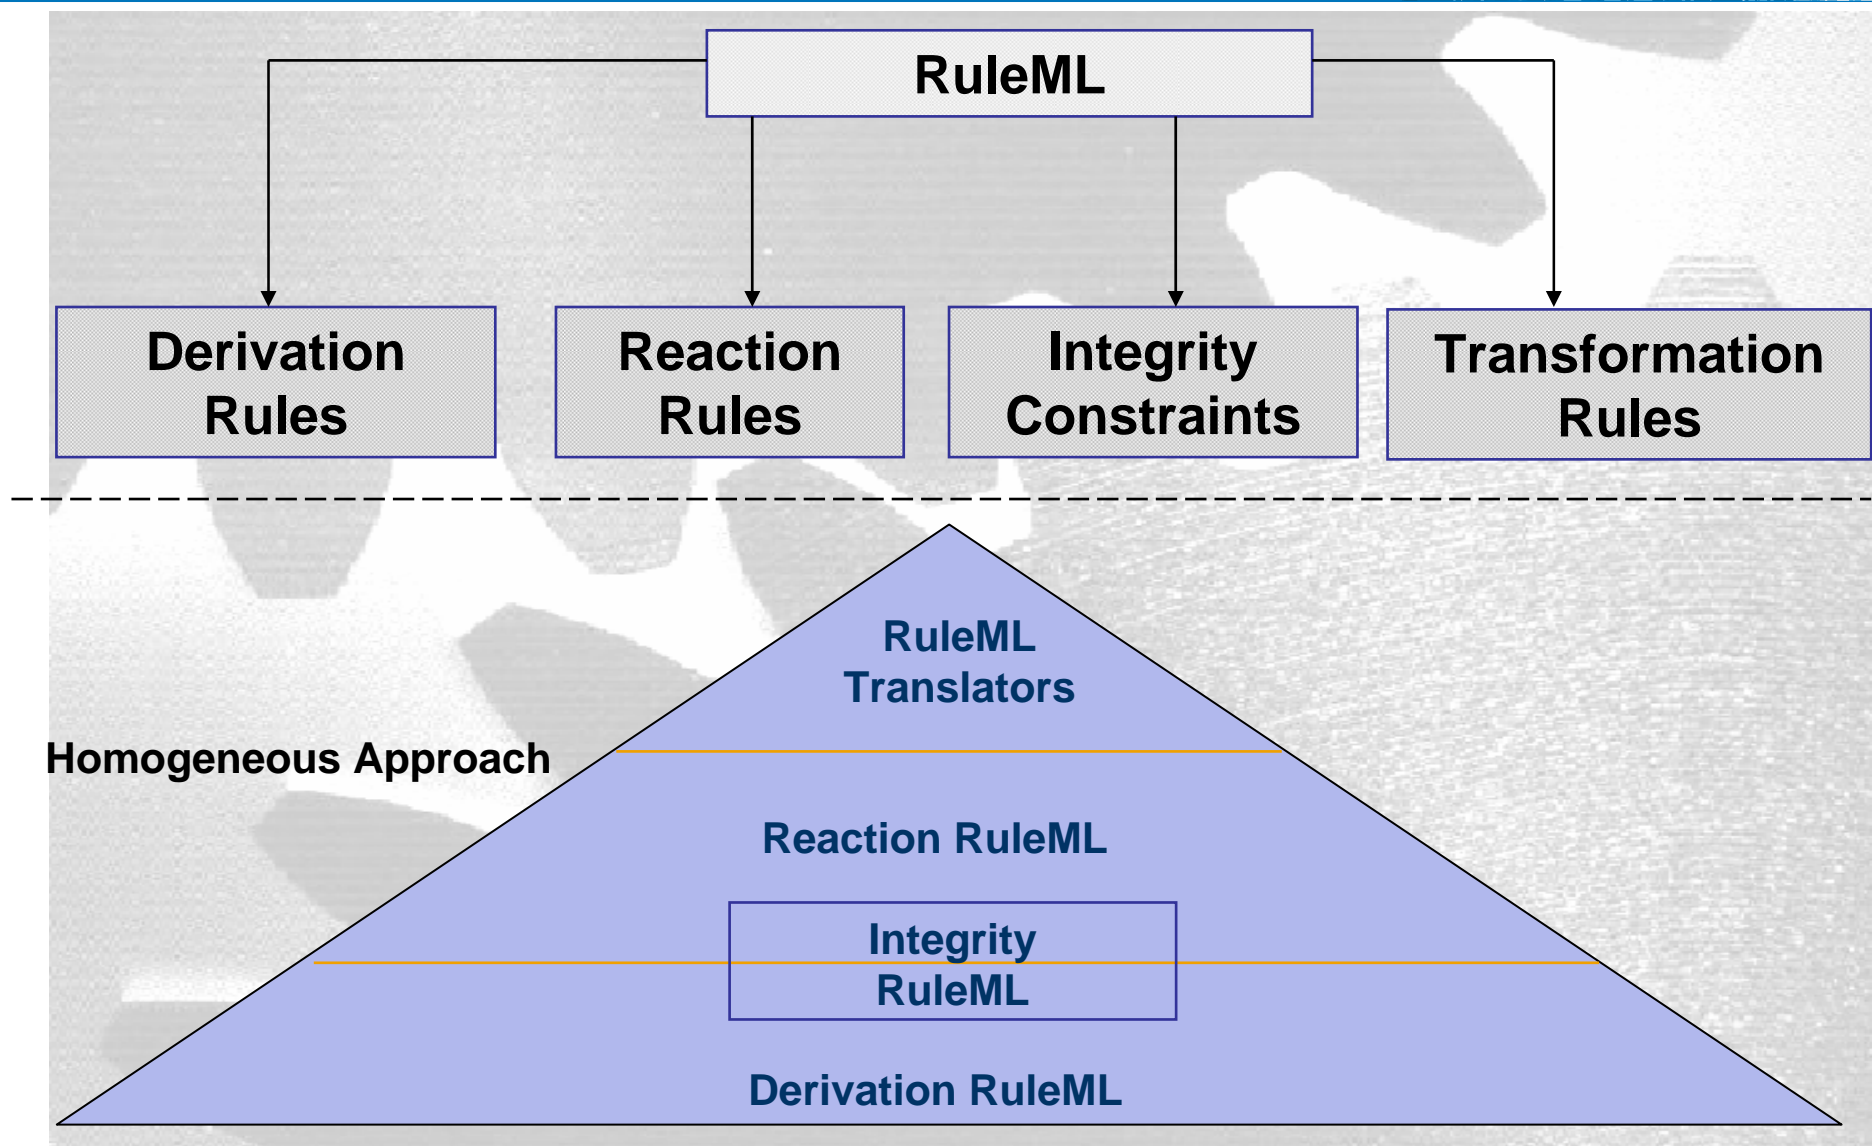 RuleML
Derivation
Rules
Reaction
Rules
Integrity
Constraints
Transformation
Rules
RuleML
Translators
Homogeneous Approach
Reaction RuleML
Integrity
RuleML
Derivation RuleML